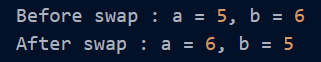 Before swap : a = 5, b = 6
After swap : a = 6, b = 5